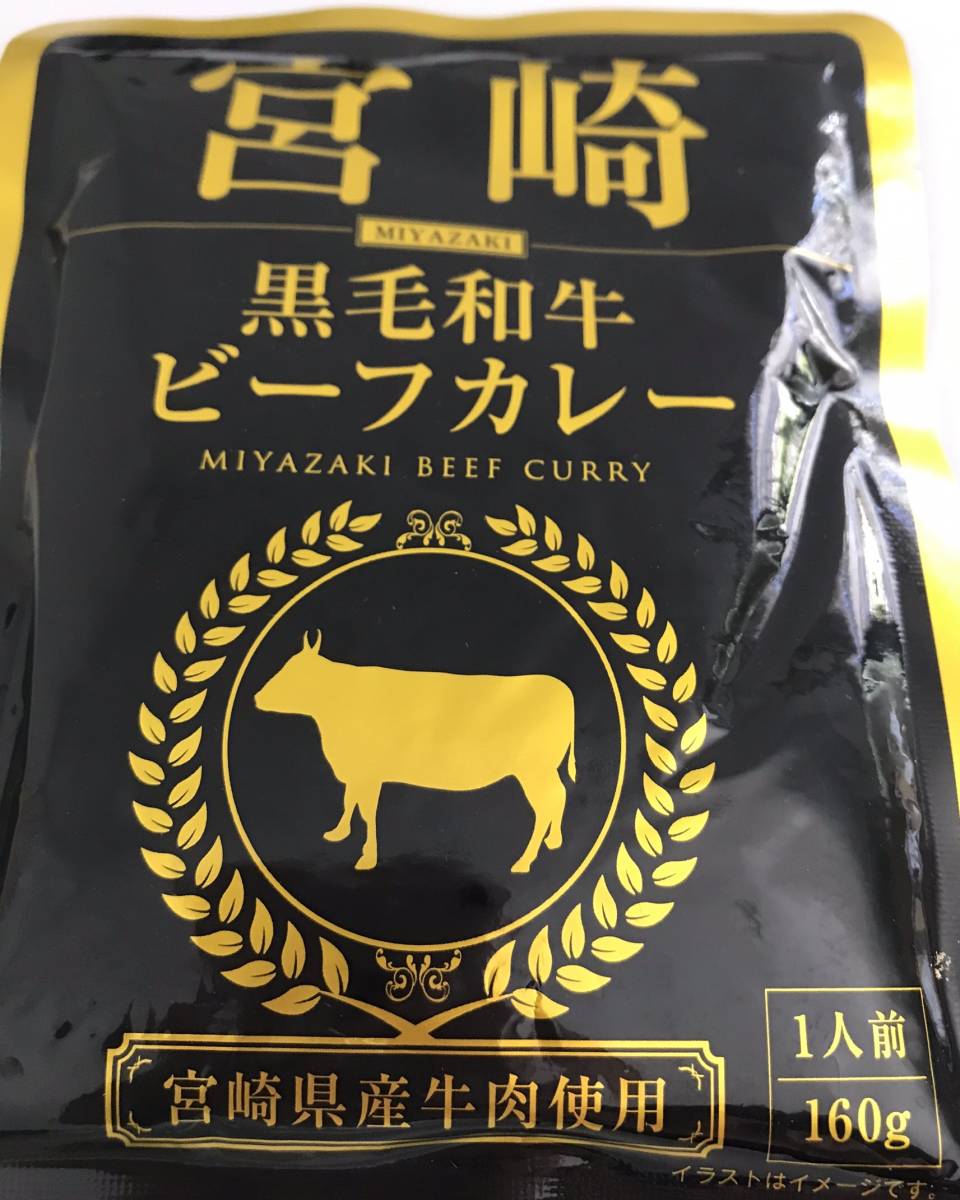 宮崎
MIYAZAKI
黒毛和牛
ビーフカレー
MIYAZAKI BEEF CURRY
宮崎県産牛肉使用
1人前
160g
イラストはイメージです。